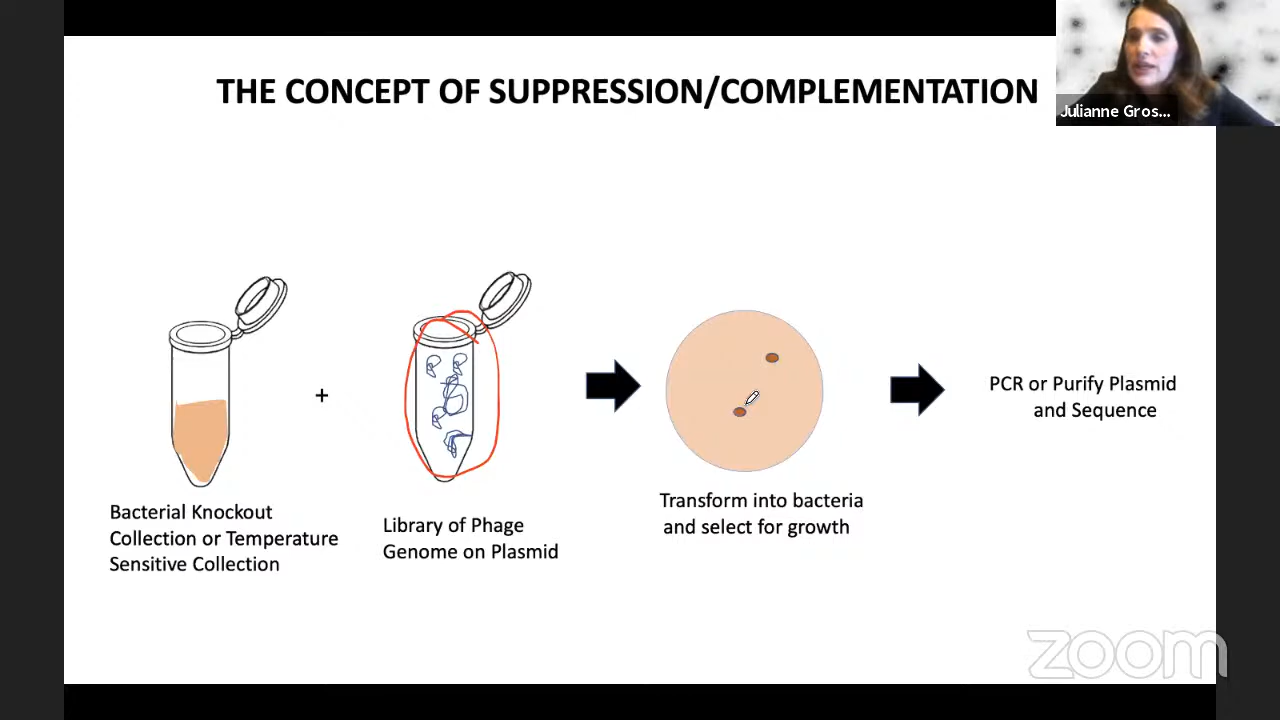 THE CONCEPT OF SUPPRESSION/COMPLEMENTATION
Julianne Gros...
+
Bacterial Knockout
Collection or Temperature
Sensitive Collection
Library of Phage
Genome on Plasmid
Transform into bacteria
and select for growth
PCR or Purify Plasmid
and Sequence
zoom